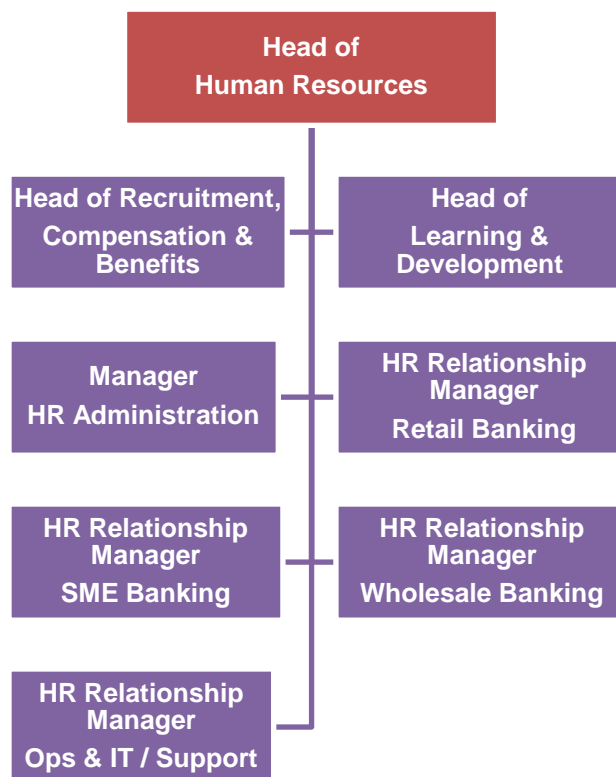 Head of
Human Resources
Head of Recruitment,
Compensation &
Benefits
Head of
Learning &
Development
Manager
HR Administration
HR Relationship
Manager
Retail Banking
HR Relationship
Manager
SME Banking
HR Relationship
Manager
Wholesale Banking
HR Relationship
Manager
Ops & IT / Support